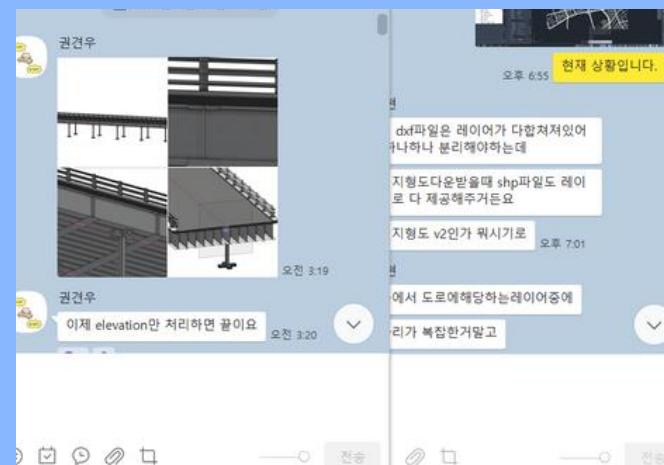 권견우
오전 3:19
권견우
이제 elevation만 처리하면 끝이요
오전 3:20
전송
현재 상황입니다.
오후 6:55
dxf파일은 레이어가 다합쳐져있어
하나하나 분리해야하는데
지형도다운받을때 shp파일도 레이
로 다 제공해주거든요
지형도 v2인가 뭐시기로
오후 7:01
에서 도로에해당하는레이어중에
리가 복잡한거말고
전송